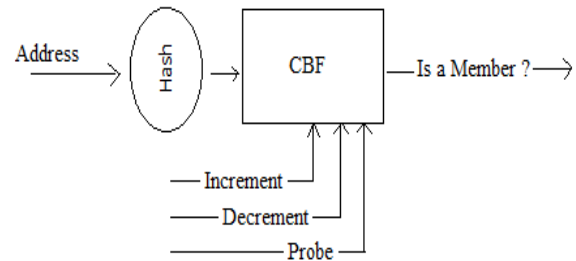 Address
Hash
CBF
Is a Member ?
Increment
Decrement
Probe